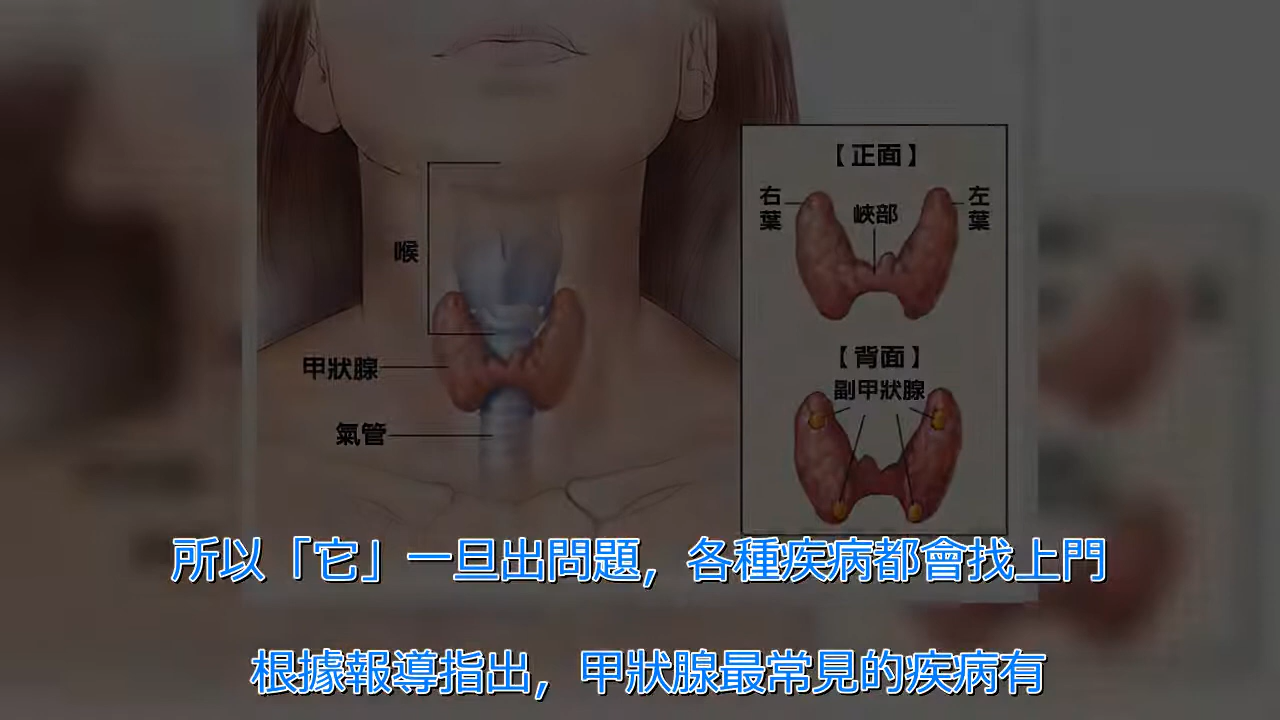 【正面】
右葉
峽部
左葉
喉
甲狀腺
氣管
【背面】
副甲狀腺
所以「它」一旦出問題，各種疾病都會找上門
根據報導指出，甲狀腺最常見的疾病有